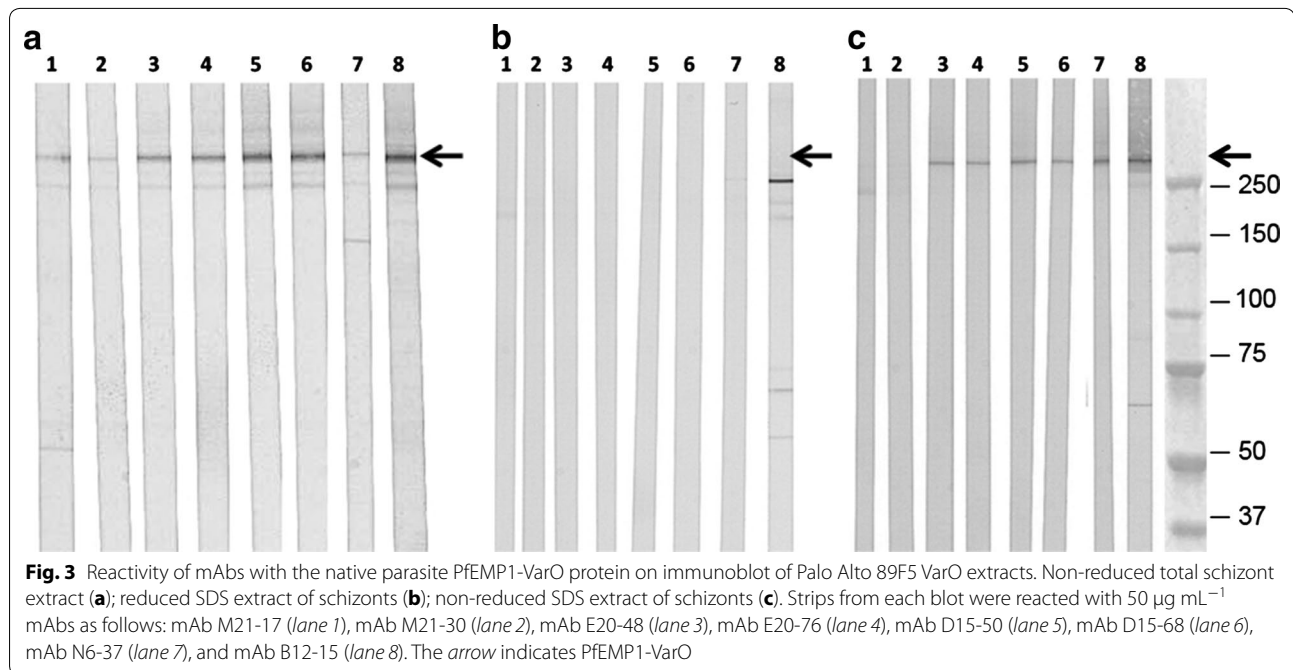 a
b
c
1 2 3 4 5 6 7 8
1 2 3 4 5 6 7 8
1 2 3 4 5 6 7 8
250
150
100
75
50
37
Fig. 3 Reactivity of mAbs with the native parasite PfEMP1-VarO protein on immunoblot of Palo Alto 89F5 VarO extracts. Non-reduced total schizont
extract (a); reduced SDS extract of schizonts (b); non-reduced SDS extract of schizonts (c). Strips from each blot were reacted with 50 µg mL⁻¹
mAbs as follows: mAb M21-17 (lane 1), mAb M21-30 (lane 2), mAb E20-48 (lane 3), mAb E20-76 (lane 4), mAb D15-50 (lane 5), mAb D15-68 (lane 6),
mAb N6-37 (lane 7), and mAb B12-15 (lane 8). The arrow indicates PfEMP1-VarO